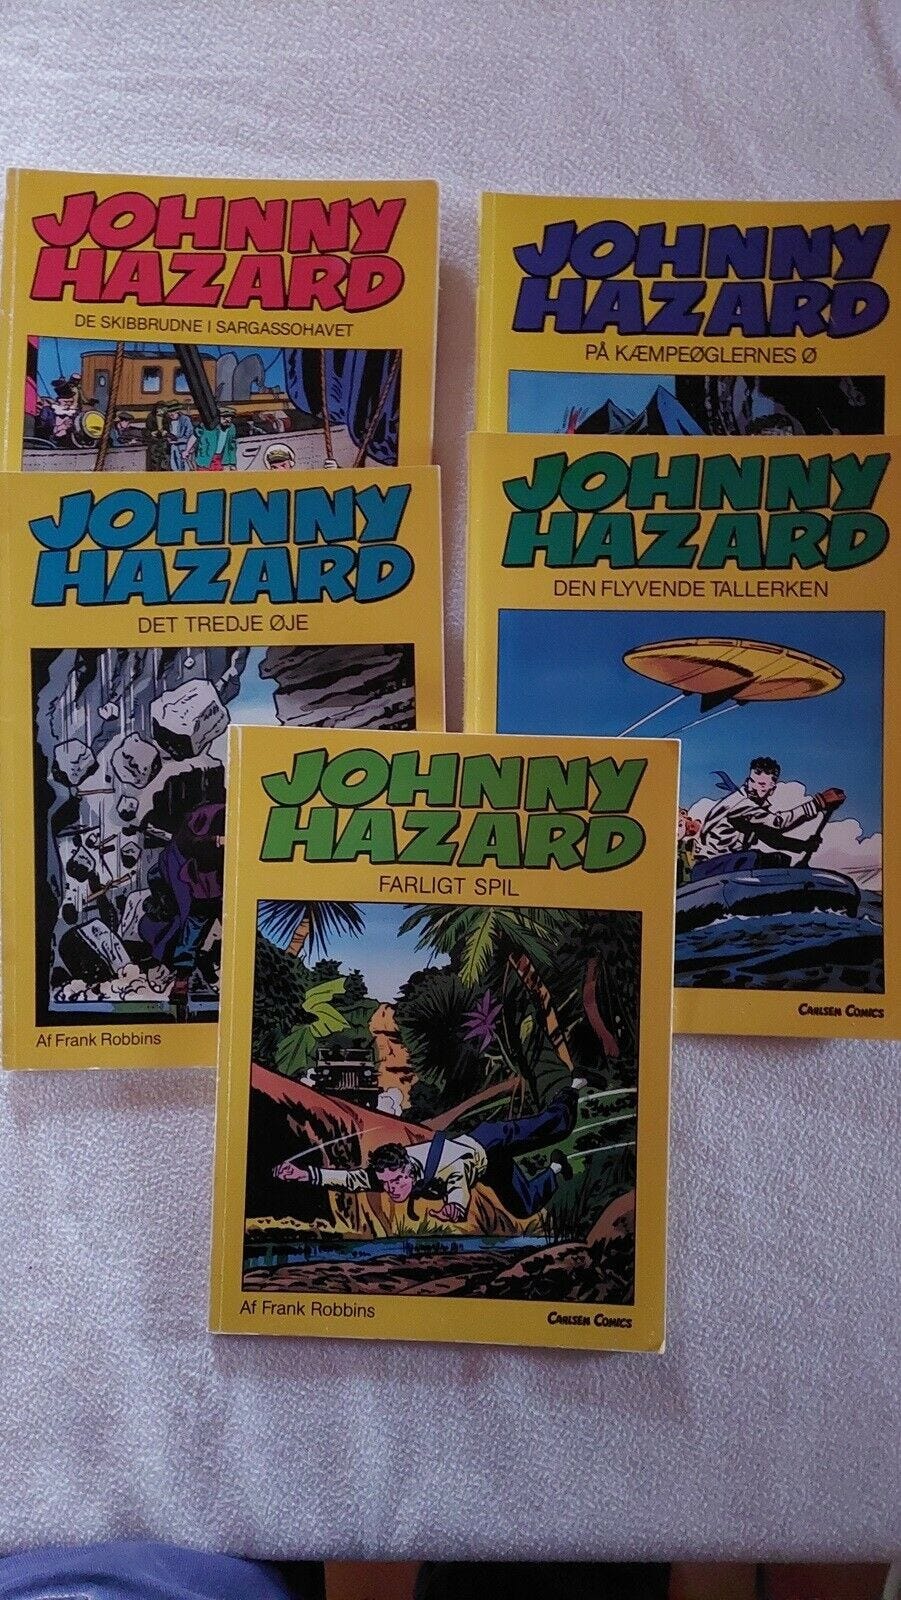 JOHNNY
HAZARD
DE SKIBBRUDNE I SARGASSOHAVET
JOHNNY
HAZARD
PÅ KÆMPEØGLERNES Ø
JOHNNY
HAZARD
DET TREDJE ØJE
Af Frank Robbins
JOHNNY
HAZARD
DEN FLYVENDE TALLERKEN
CARLSEN COMICS
JOHNNY
HAZARD
FARLIGT SPIL
Af Frank Robbins
CARLSEN COMICS